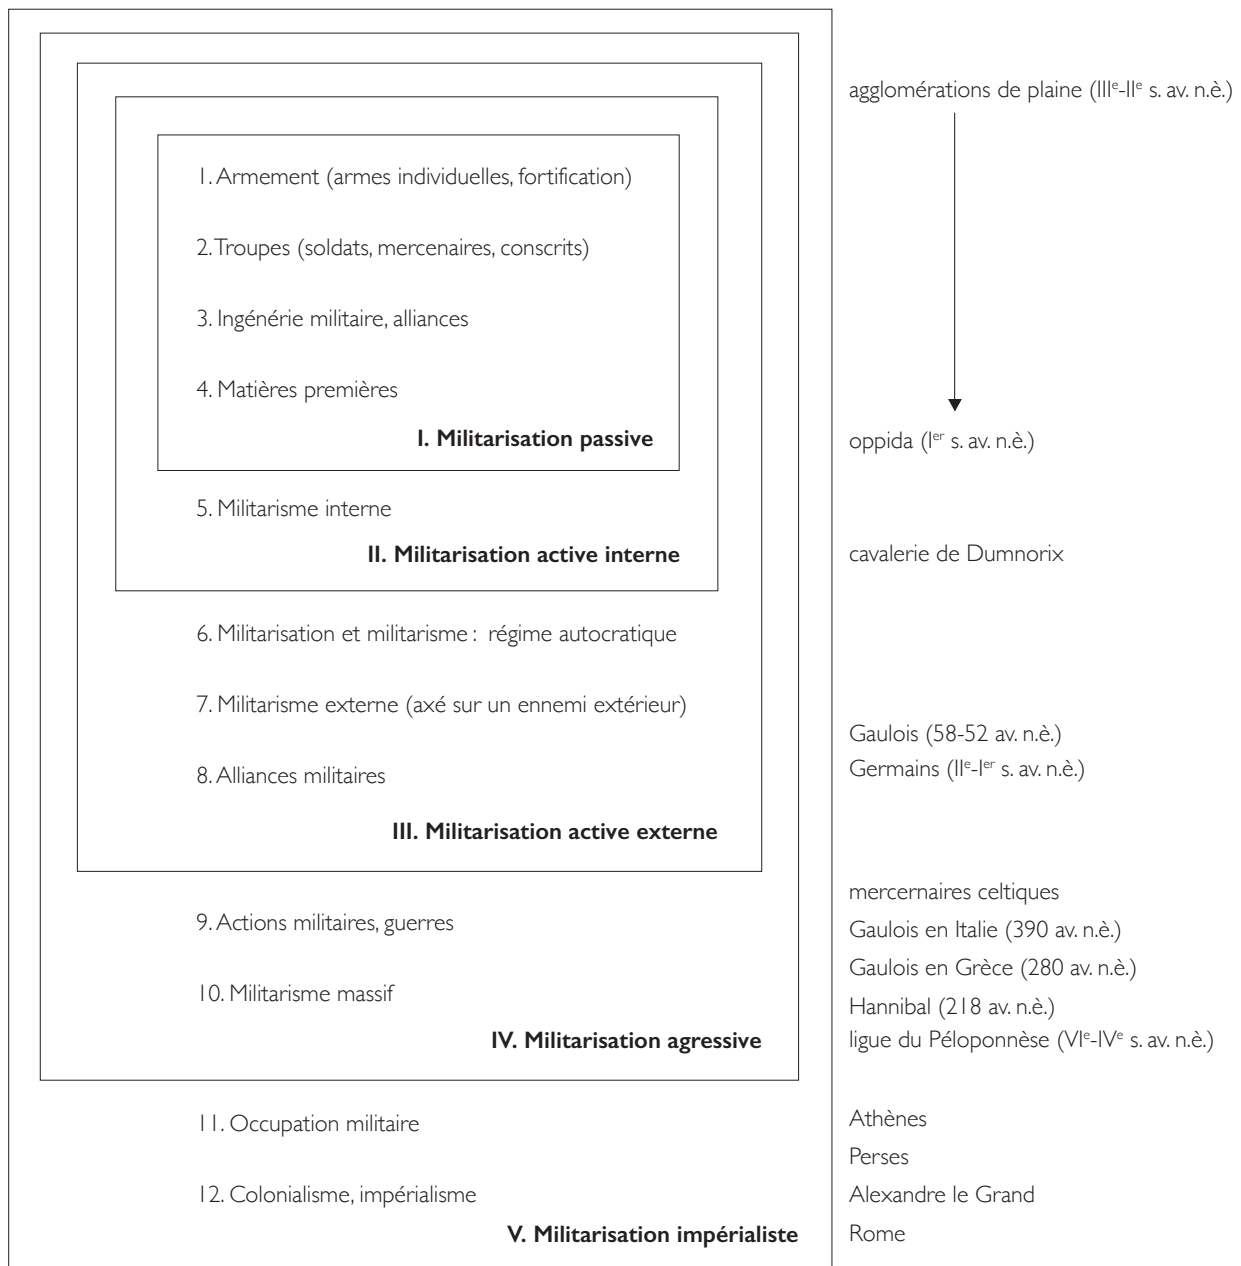 agglomérations de plaine (IIIe-IIe s. av. n.è.)
1. Armement (armes individuelles, fortification)
2. Troupes (soldats, mercenaires, conscrits)
3. Ingénérie militaire, alliances
4. Matières premières
I. Militarisation passive
oppida (Ier s. av. n.è.)
5. Militarisme interne
II. Militarisation active interne
cavalerie de Dumnorix
6. Militarisation et militarisme : régime autocratique
7. Militarisme externe (axé sur un ennemi extérieur)
Gaulois (58-52 av. n.è.)
8. Alliances militaires
Germains (IIe-Ier s. av. n.è.)
III. Militarisation active externe
mercernaires celtiques
9. Actions militaires, guerres
Gaulois en Italie (390 av. n.è.)
Gaulois en Grèce (280 av. n.è.)
10. Militarisme massif
Hannibal (218 av. n.è.)
IV. Militarisation agressive
ligue du Péloponnèse (VIe-IVe s. av. n.è.)
11. Occupation militaire
Athènes
Perses
12. Colonialisme, impérialisme
Alexandre le Grand
V. Militarisation impérialiste
Rome